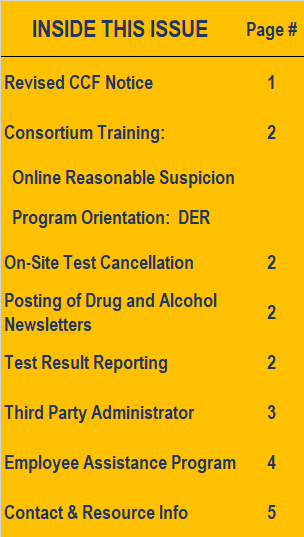 INSIDE THIS ISSUE Page #
Revised CCF Notice 1
Consortium Training: 2
Online Reasonable Suspicion
Program Orientation: DER
On-Site Test Cancellation 2
Posting of Drug and Alcohol
Newsletters 2
Test Result Reporting 2
Third Party Administrator 3
Employee Assistance Program 4
Contact & Resource Info 5